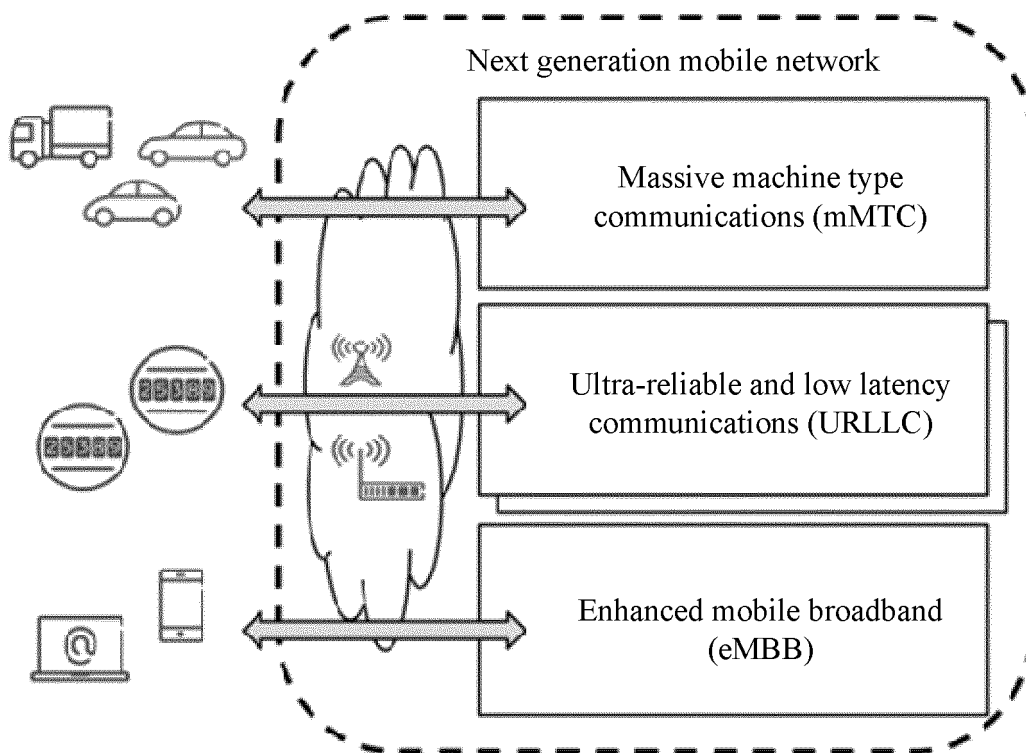 Next generation mobile network
Massive machine type
communications (mMTC)
Ultra-reliable and low latency
communications (URLLC)
@
Enhanced mobile broadband
(eMBB)